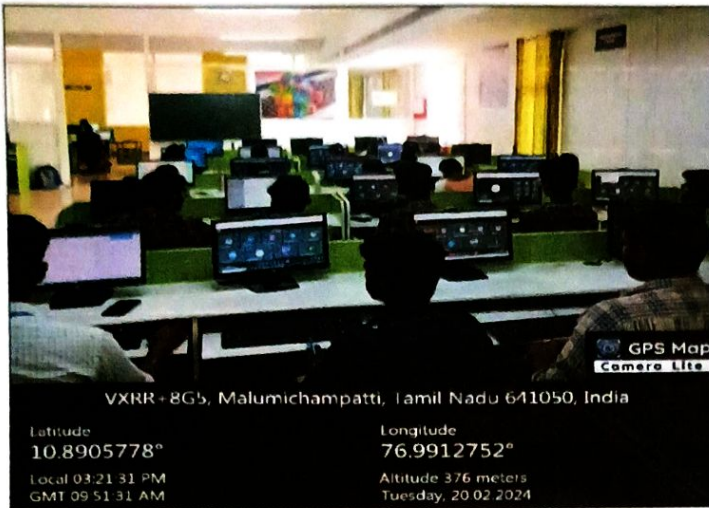 GPS Map
Camera Lite
VXRR+8G5, Malumichampatti, Tamil Nadu 641050, India
Latitude
10.8905778°
Longitude
76.9912752°
Local 03:21:31 PM
GMT 09:51:31 AM
Altitude 376 meters
Tuesday, 20.02.2024